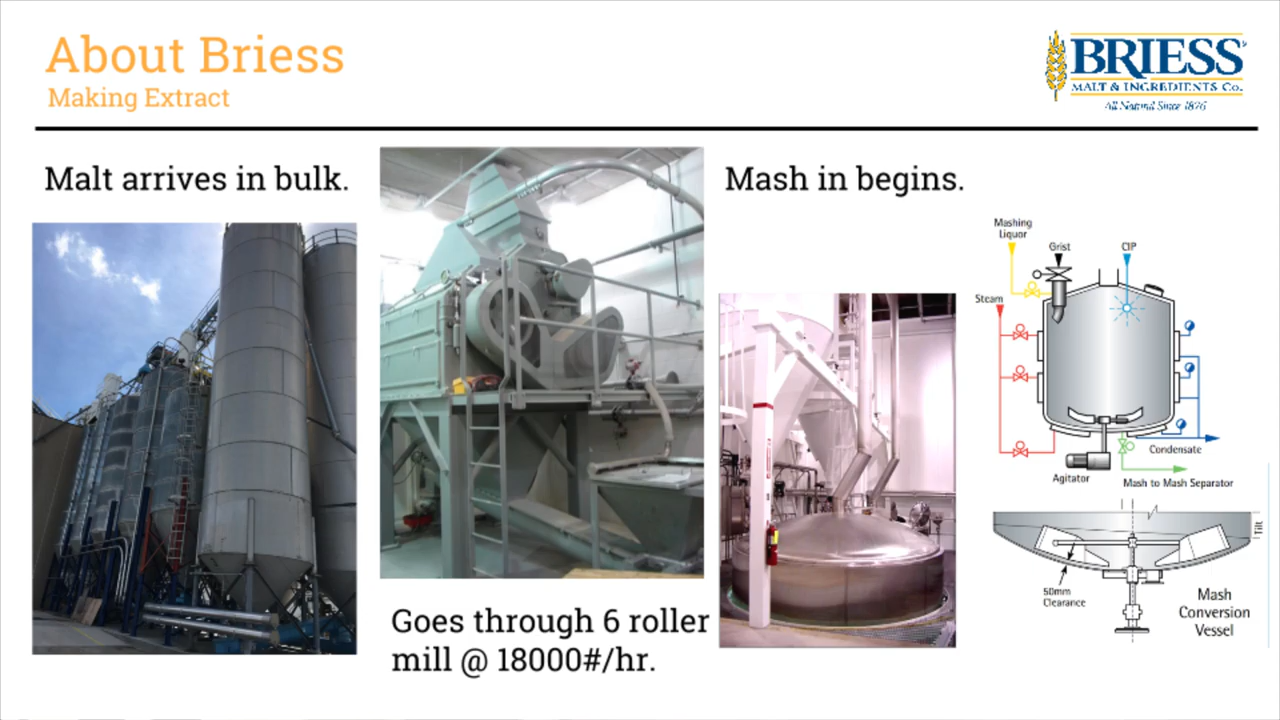 About Briess
Making Extract
BRIESS
MALT & INGREDIENTS Co.
All Natural Since 1876
Malt arrives in bulk.
Goes through 6 roller
mill @ 18000#/hr.
Mash in begins.
Mashing
Liquor
Grist
CIP
Steam
Condensate
Agitator
Mash to Mash Separator
Tilt
50mm
Clearance
Mash
Conversion
Vessel